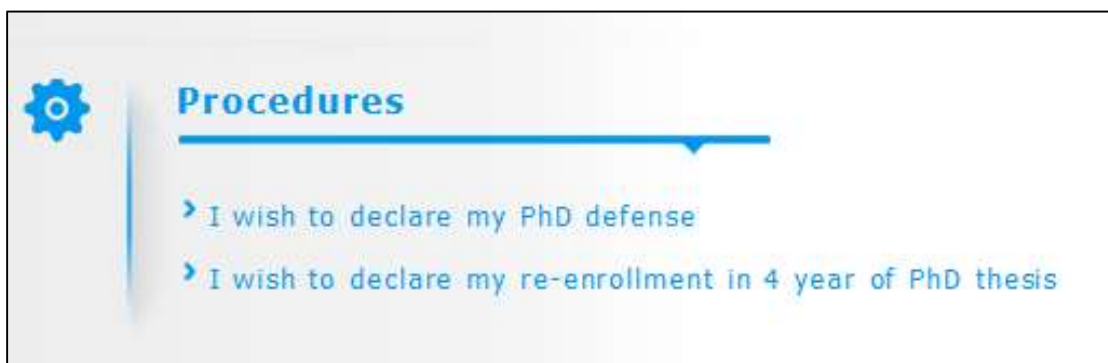 Procedures
I wish to declare my PhD defense
I wish to declare my re-enrollment in 4 year of PhD thesis